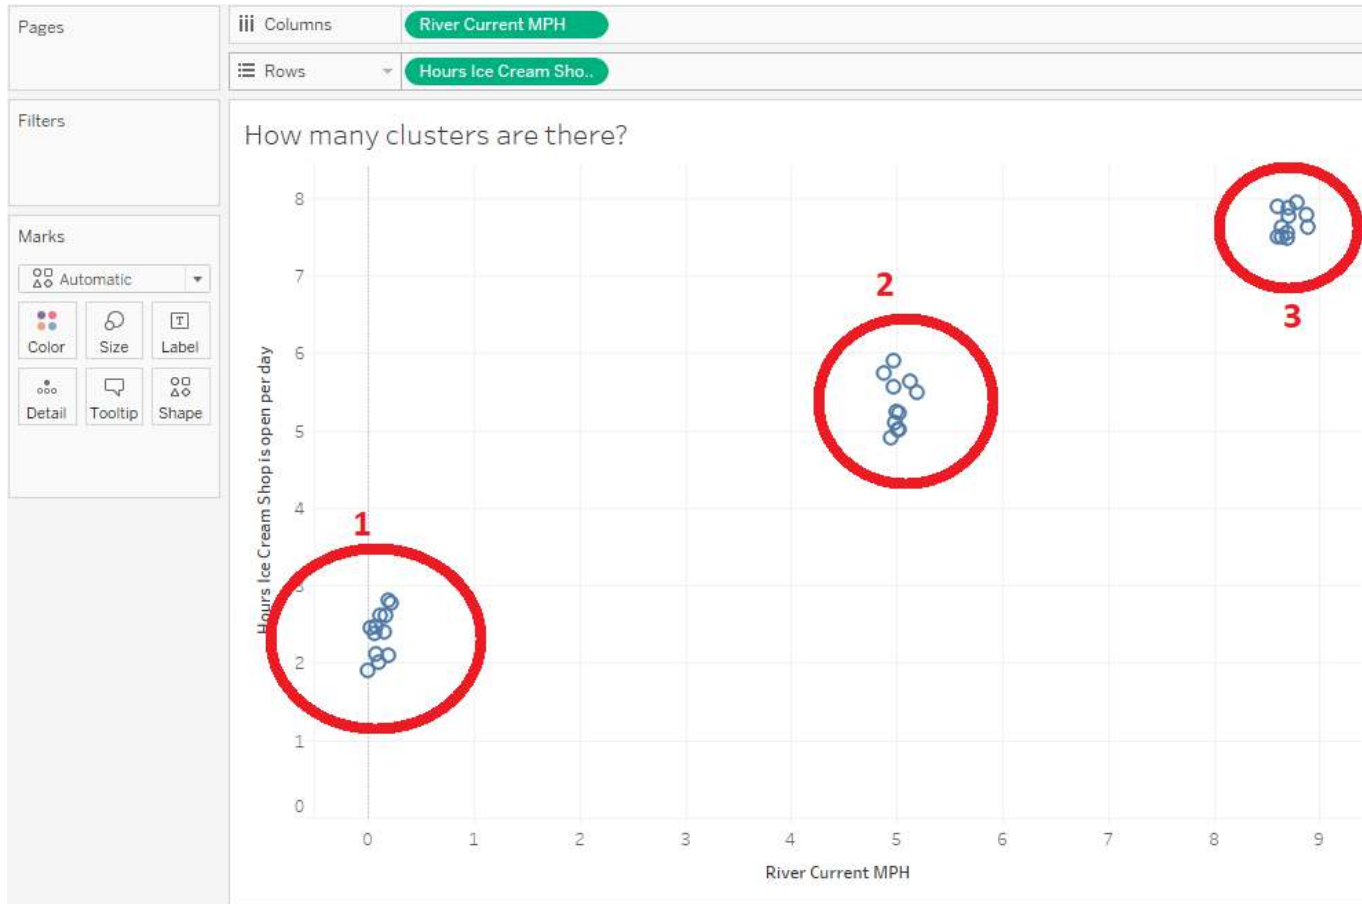 Pages
Columns
River Current MPH
Rows
Hours Ice Cream Sho..
Filters
Marks
Automatic
Color
Size
T
Label
Detail
Tooltip
Shape
How many clusters are there?
Hours Ice Cream Shop is open per day
8
7
6
5
4
3
2
1
0
1
2
3
0
1
2
3
4
5
6
7
8
9
River Current MPH